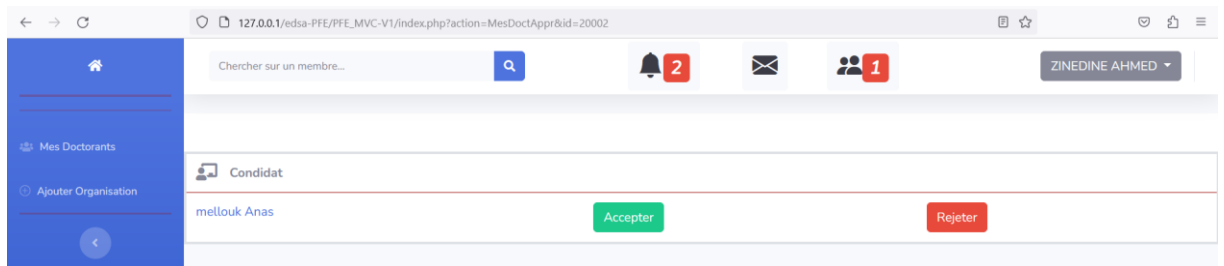 127.0.0.1/edsa-PFE/PFE_MVC-V1/index.php?action=MesDoctAppr&id=20002
Chercher sur un membre...
2
1
ZINEDINE AHMED
Mes Doctorants
Ajouter Organisation
Condidat
mellouk Anas
Accepter
Rejeter